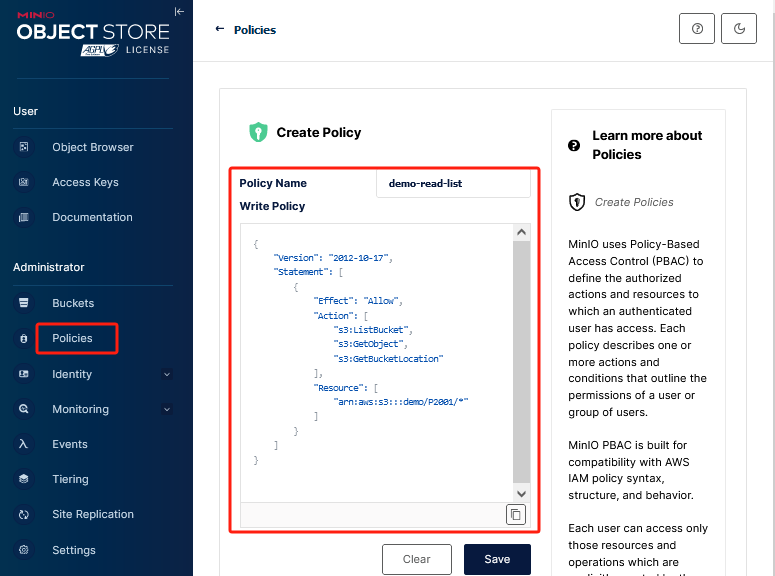 MINIO
OBJECT STORE
AGPLv3 LICENSE
User
Object Browser
Access Keys
Documentation
Administrator
Buckets
Policies
Identity
Monitoring
Events
Tiering
Site Replication
Settings
← Policies
Create Policy
Policy Name
demo-read-list
Write Policy
{
"Version": "2012-10-17",
"Statement": [
{
"Effect": "Allow",
"Action": [
"s3:ListBucket",
"s3:GetObject",
"s3:GetBucketLocation"
],
"Resource": [
"arn:aws:s3:::demo/P2001/*"
]
}
]
}
Clear
Save
Learn more about
Policies
Create Policies
MinIO uses Policy-Based
Access Control (PBAC) to
define the authorized
actions and resources to
which an authenticated
user has access. Each
policy describes one or
more actions and
conditions that outline the
permissions of a user or
group of users.
MinIO PBAC is built for
compatibility with AWS
IAM policy syntax,
structure, and behavior.
Each user can access only
those resources and
operations which are